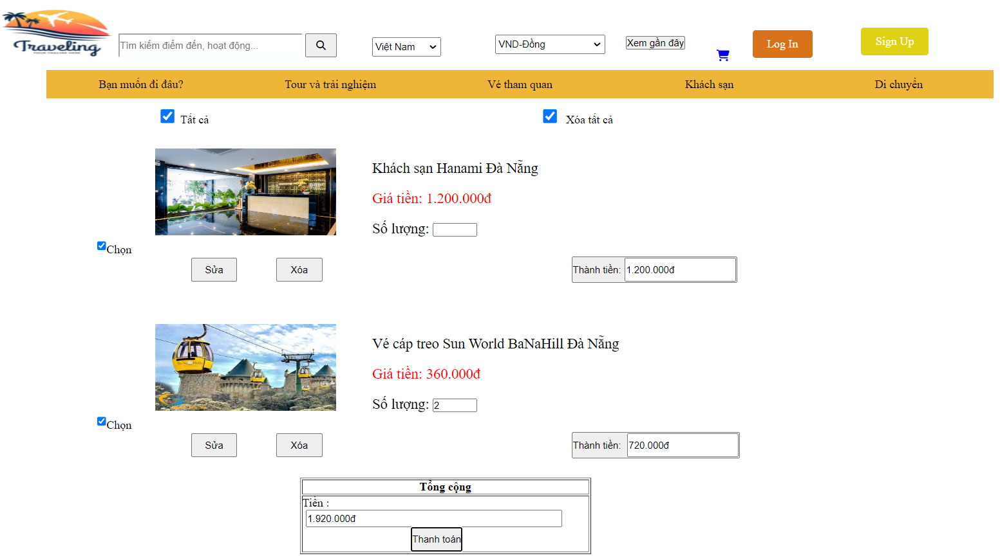 Traveling
Tìm kiếm điểm đến, hoạt động...
Việt Nam
VND-Đồng
Xem gần đây
Log In
Sign Up
Bạn muốn đi đâu?
Tour và trải nghiệm
Vé tham quan
Khách sạn
Di chuyển
Tất cả
Xóa tất cả
HANAMI HOTEL
Khách sạn Hanami Đà Nẵng
Giá tiền: 1.200.000đ
Số lượng:
Chọn
Sửa
Xóa
Thành tiền: 1.200.000đ
Vé cáp treo Sun World BaNaHill Đà Nẵng
Giá tiền: 360.000đ
Số lượng: 2
Chọn
Sửa
Xóa
Thành tiền: 720.000đ
Tổng cộng
Tiền :
1.920.000đ
Thanh toán